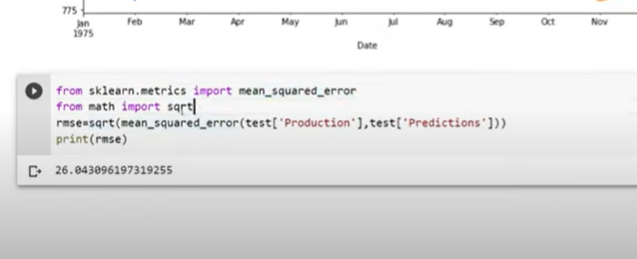 775
Jan Feb Mar Apr May Jun Jul Aug Sep Oct Nov
1975
Date
from sklearn.metrics import mean_squared_error
from math import sqrt
rmse=sqrt(mean_squared_error(test['Production'],test['Predictions']))
print(rmse)
26.043096197319255